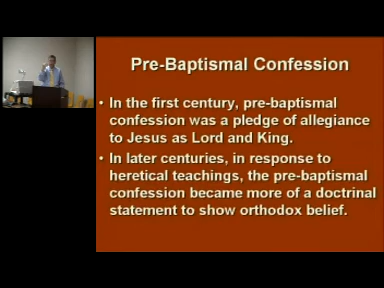 Pre-Baptismal Confession
• In the first century, pre-baptismal
confession was a pledge of allegiance
to Jesus as Lord and King.
• In later centuries, in response to
heretical teachings, the pre-baptismal
confession became more of a doctrinal
statement to show orthodox belief.